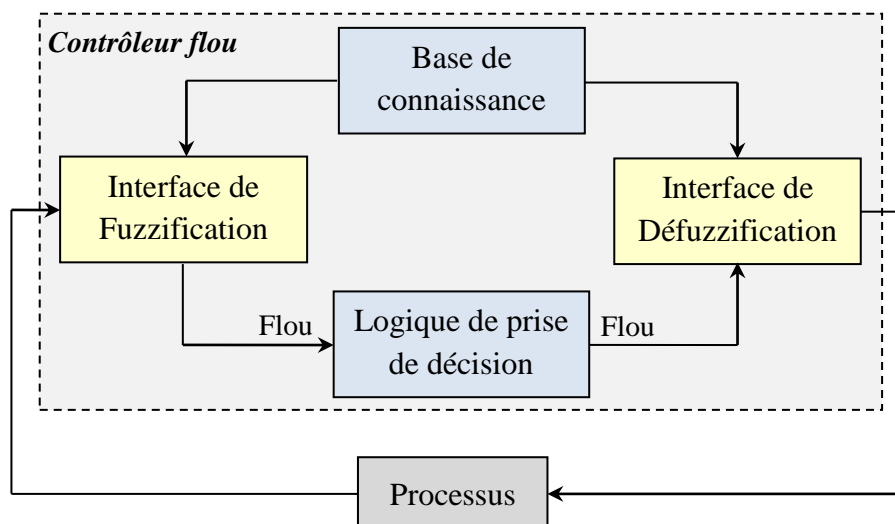 Contrôleur flou
Base de
connaissance
Interface de
Fuzzification
Interface de
Défuzzification
Flou
Logique de prise
de décision
Flou
Processus